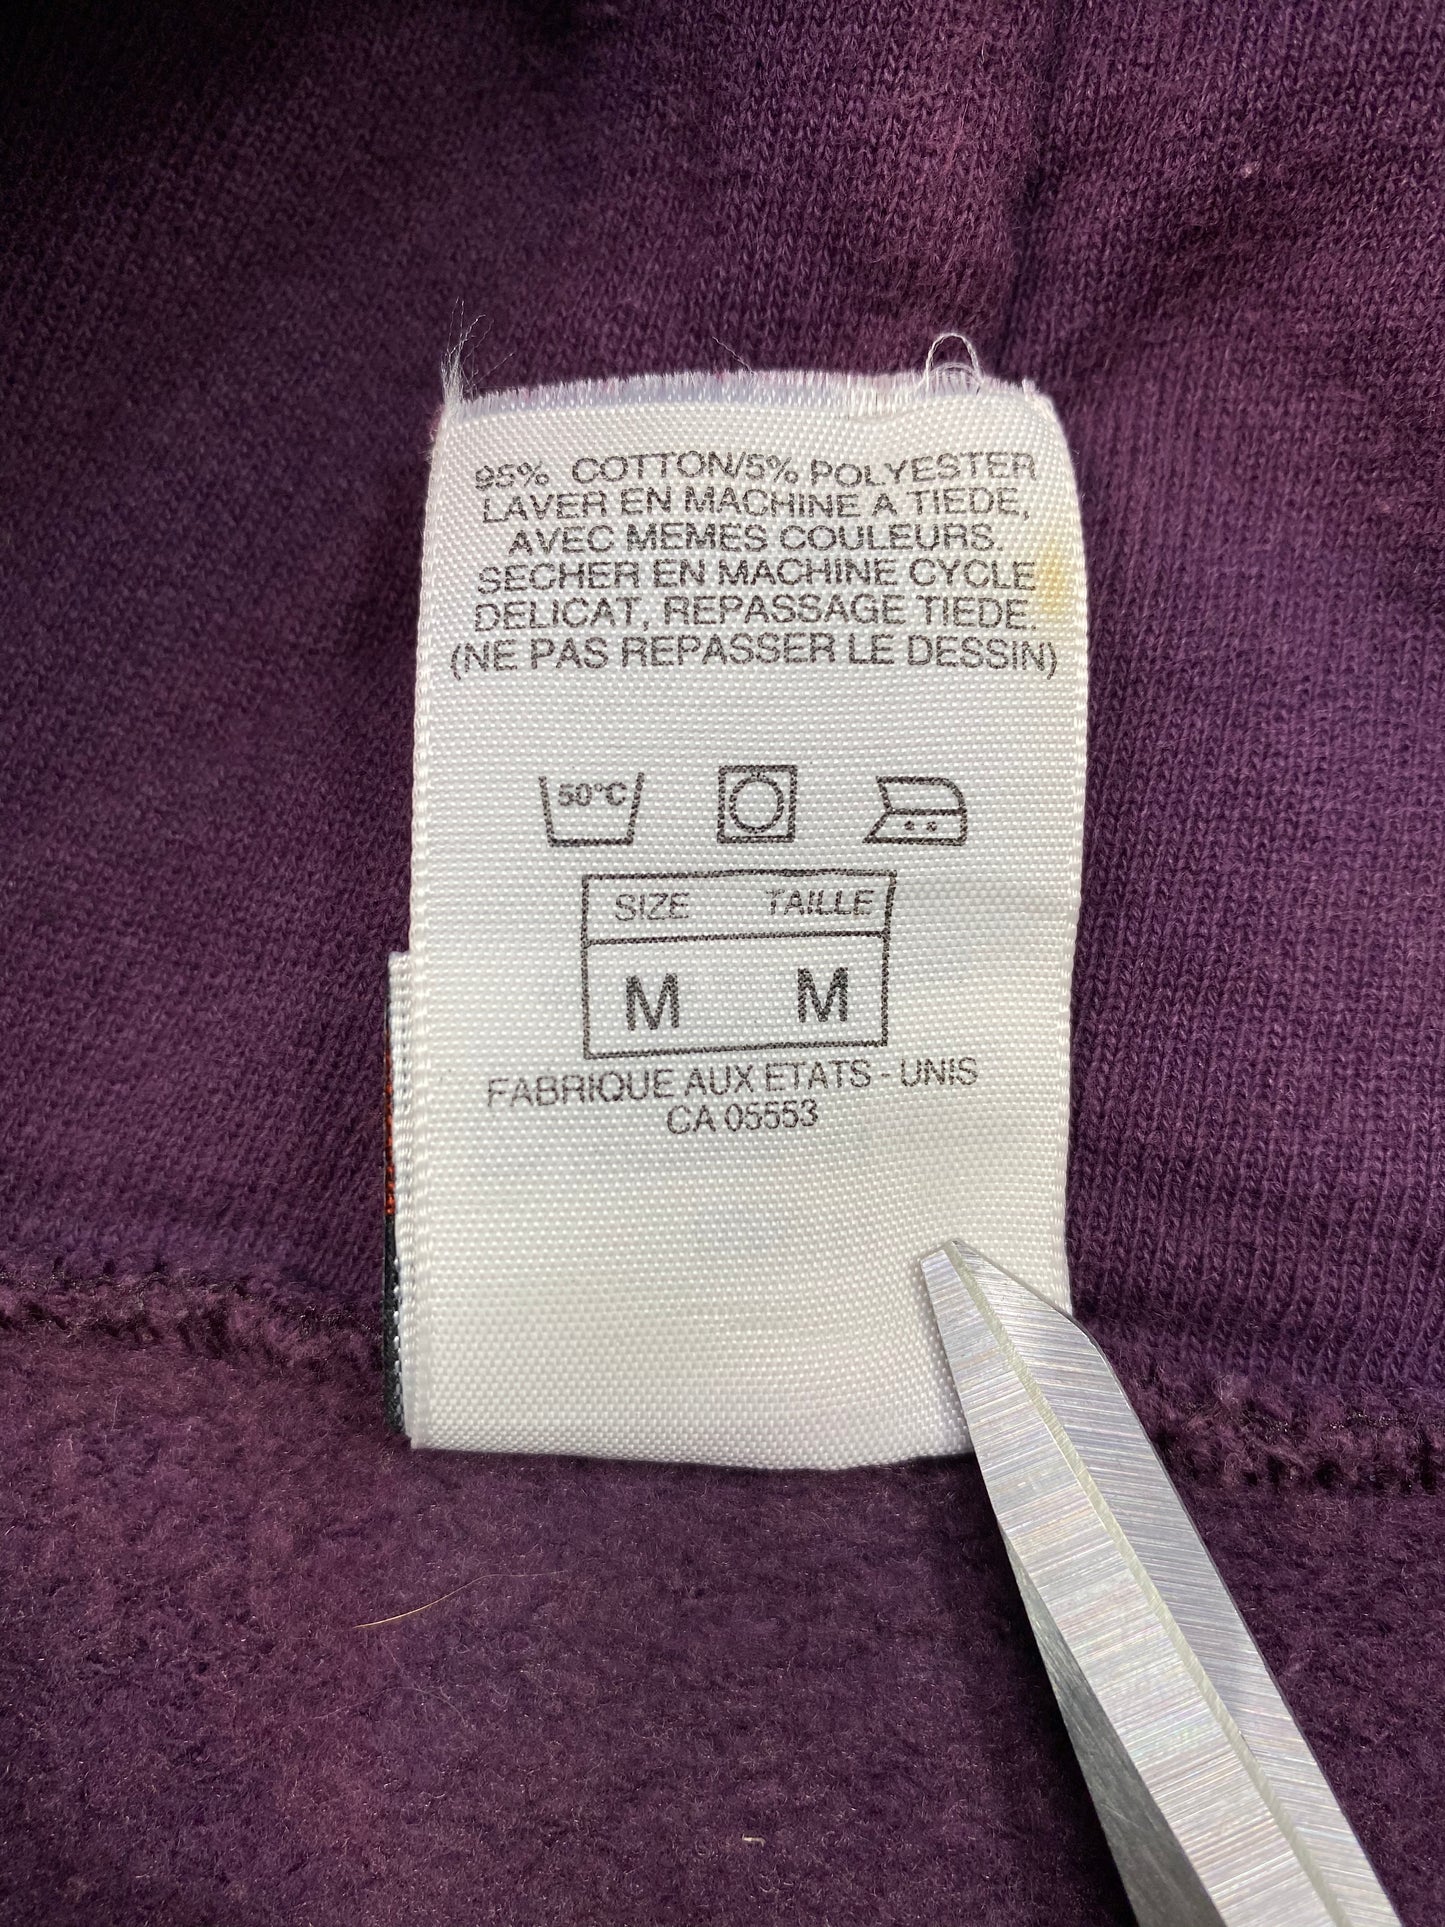 95% COTTON/5% POLYESTER
LAVER EN MACHINE A TIEDE,
AVEC MEMES COULEURS.
SECHER EN MACHINE CYCLE
DELICAT, REPASSAGE TIEDE.
(NE PAS REPASSER LE DESSIN)
50°C
SIZE TAILLE
M M
FABRIQUE AUX ETATS - UNIS
CA 05553